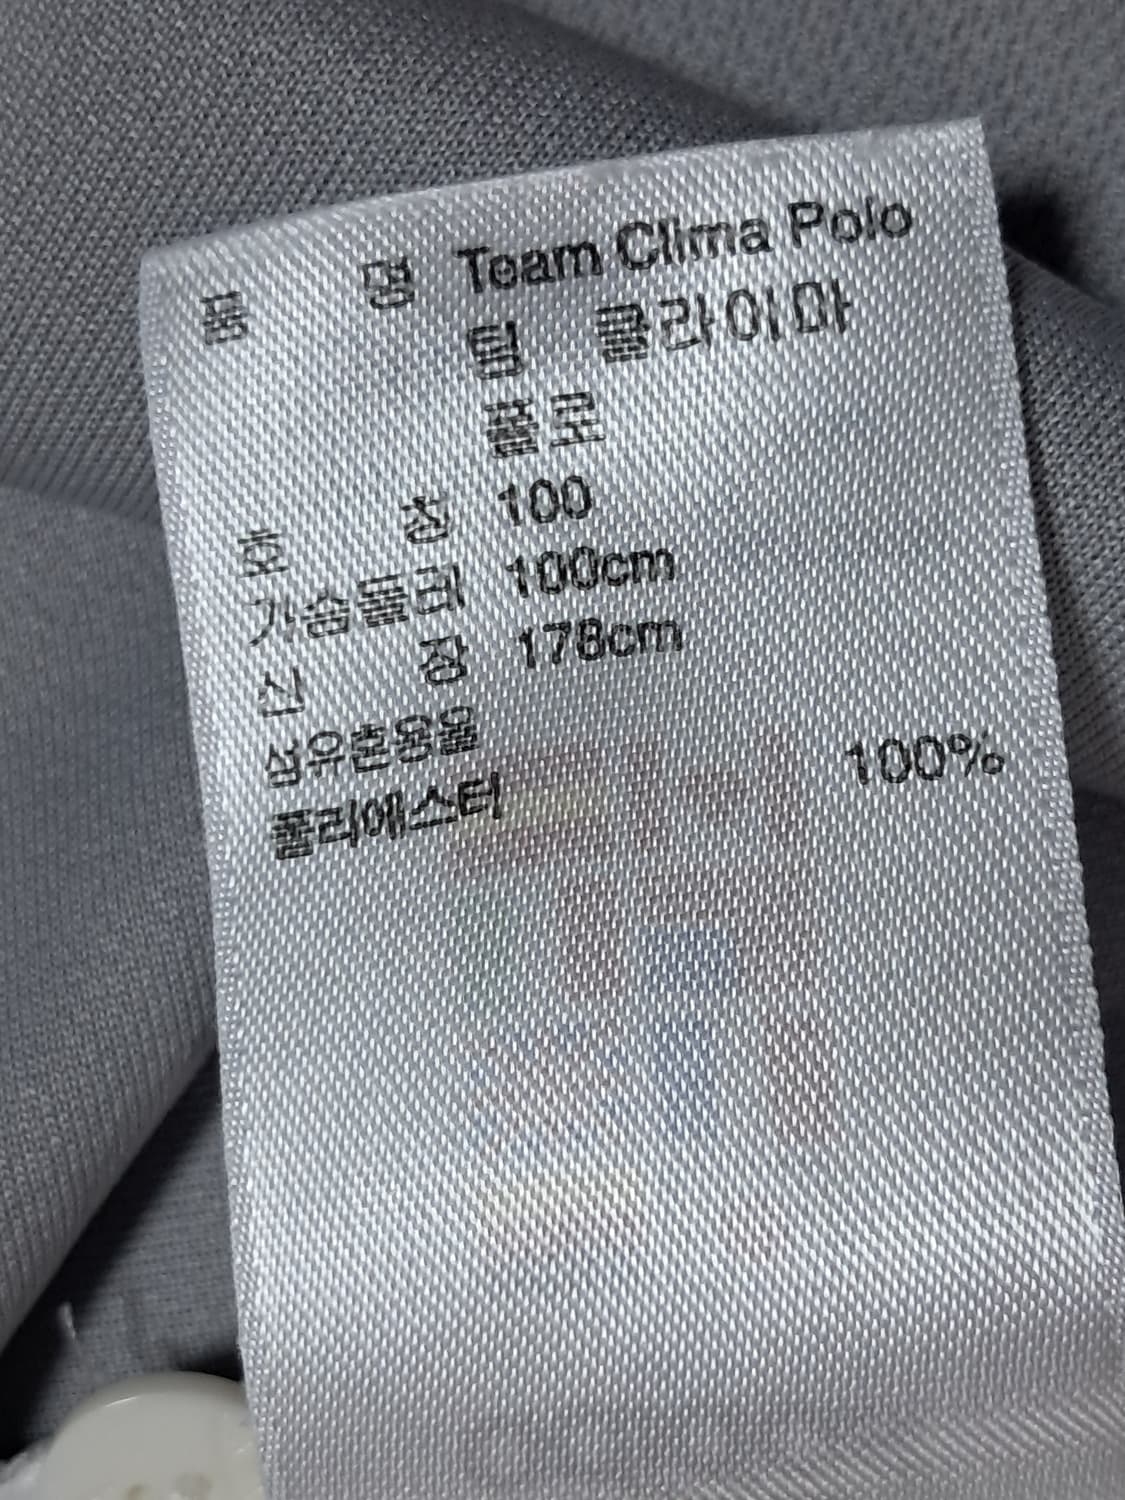 품 명 Team Clima Polo
팀 클라이마
폴로
호 칭 100
가슴둘레 100cm
신 장 178cm
섬유혼용율
폴리에스터 100%